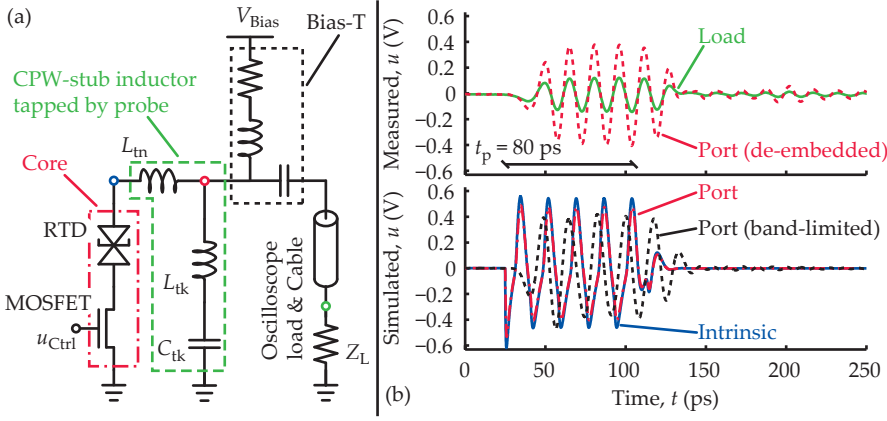 (a)
V_Bias
Bias-T
CPW-stub inductor
tapped by probe
L_tn
Core
RTD
MOSFET
u_Ctrl
L_tk
C_tk
Oscilloscope
load & Cable
Z_L
Measured, u (V)
0.6
0.4
0.2
0
−0.2
−0.4
−0.6
Load
Port (de-embedded)
t_p = 80 ps
Simulated, u (V)
0.6
0.4
0.2
0
−0.2
−0.4
−0.6
Port
Port (band-limited)
Intrinsic
(b)
0
50
100
150
200
250
Time, t (ps)